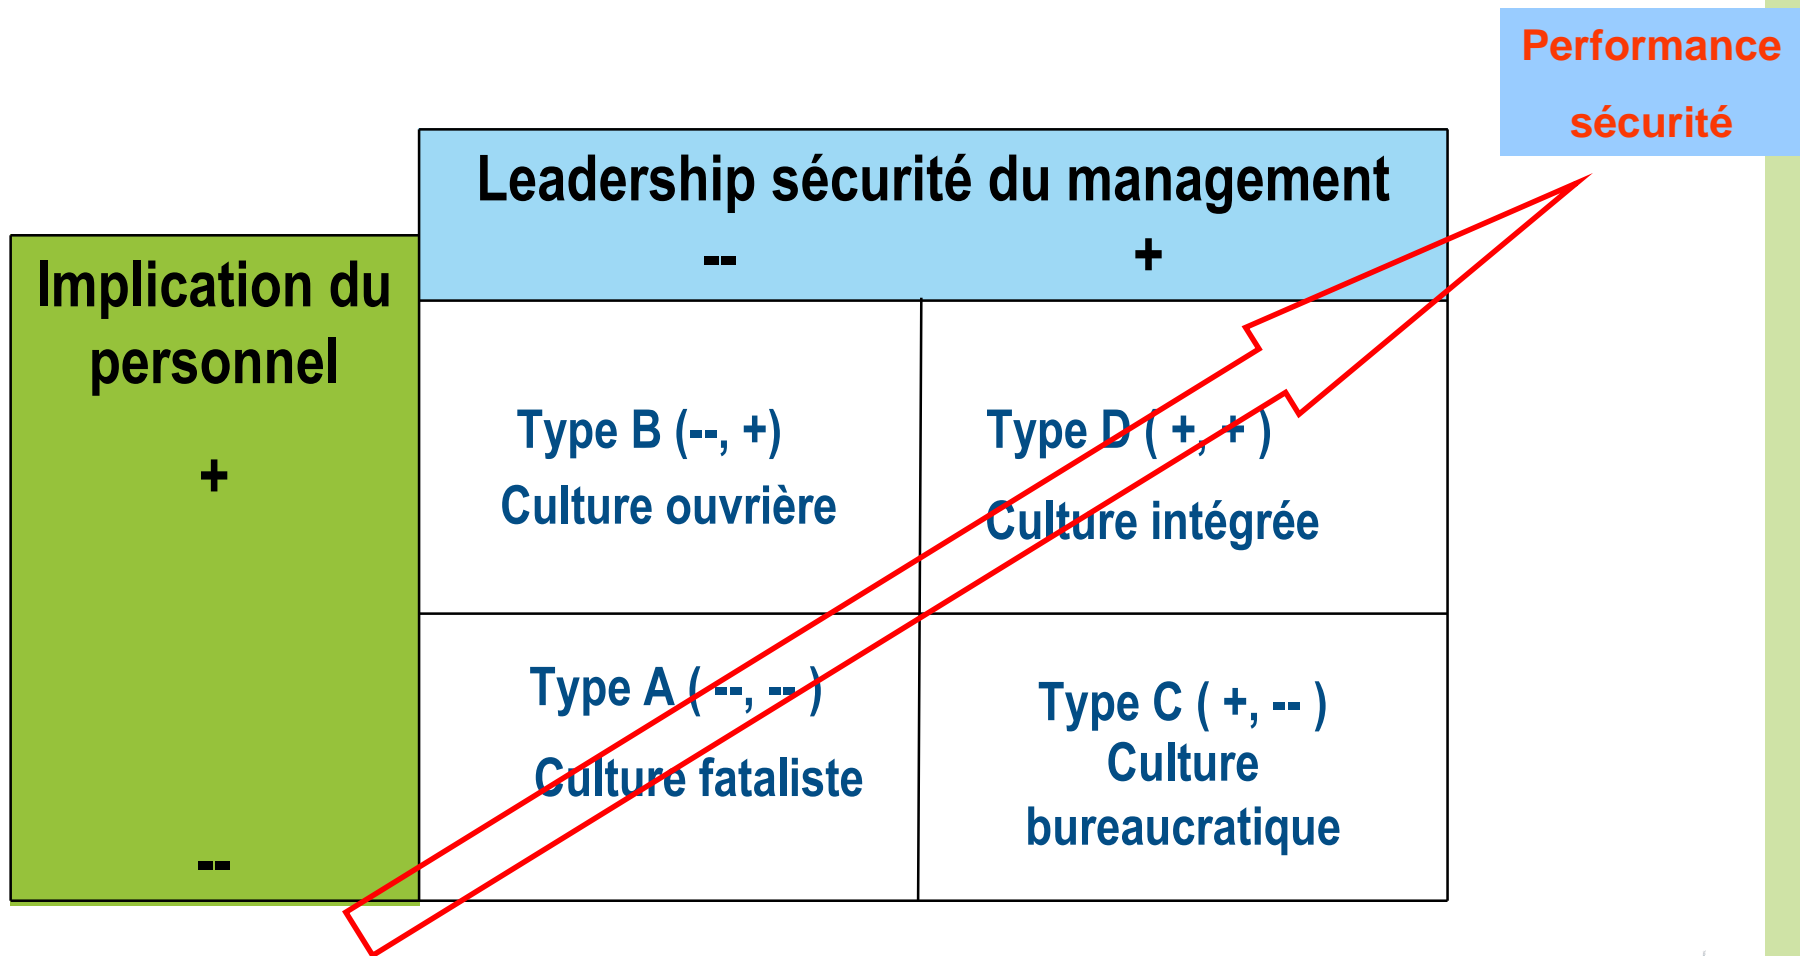 Performance
sécurité
Leadership sécurité du management
-- +
Implication du
personnel
+
--
Type B (--, +)
Culture ouvrière
Type D ( +, + )
Culture intégrée
Type A ( --, -- )
Culture fataliste
Type C ( +, -- )
Culture
bureaucratique